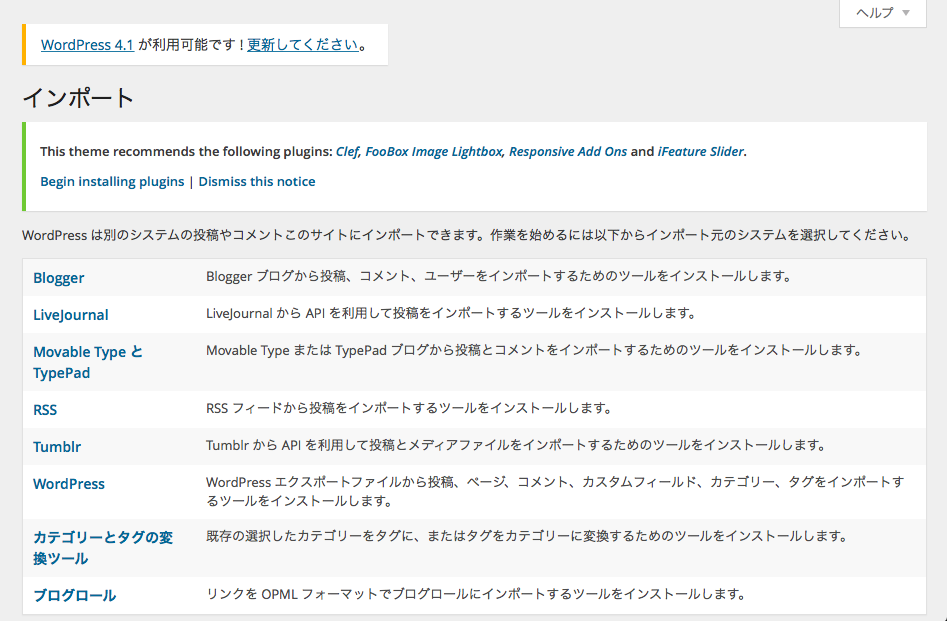 ヘルプ
WordPress 4.1 が利用可能です ! 更新してください。
インポート
This theme recommends the following plugins: Clef, FooBox Image Lightbox, Responsive Add Ons and iFeature Slider.
Begin installing plugins | Dismiss this notice
WordPress は別のシステムの投稿やコメントこのサイトにインポートできます。作業を始めるには以下からインポート元のシステムを選択してください。
Blogger
Blogger ブログから投稿、コメント、ユーザーをインポートするためのツールをインストールします。
LiveJournal
LiveJournal から API を利用して投稿をインポートするツールをインストールします。
Movable Type と
TypePad
Movable Type または TypePad ブログから投稿とコメントをインポートするためのツールをインストールします。
RSS
RSS フィードから投稿をインポートするツールをインストールします。
Tumblr
Tumblr から API を利用して投稿とメディアファイルをインポートするためのツールをインストールします。
WordPress
WordPress エクスポートファイルから投稿、ページ、コメント、カスタムフィールド、カテゴリー、タグをインポートす
るツールをインストールします。
カテゴリーとタグの変
換ツール
既存の選択したカテゴリーをタグに、またはタグをカテゴリーに変換するためのツールをインストールします。
ブログロール
リンクを OPML フォーマットでブログロールにインポートするツールをインストールします。